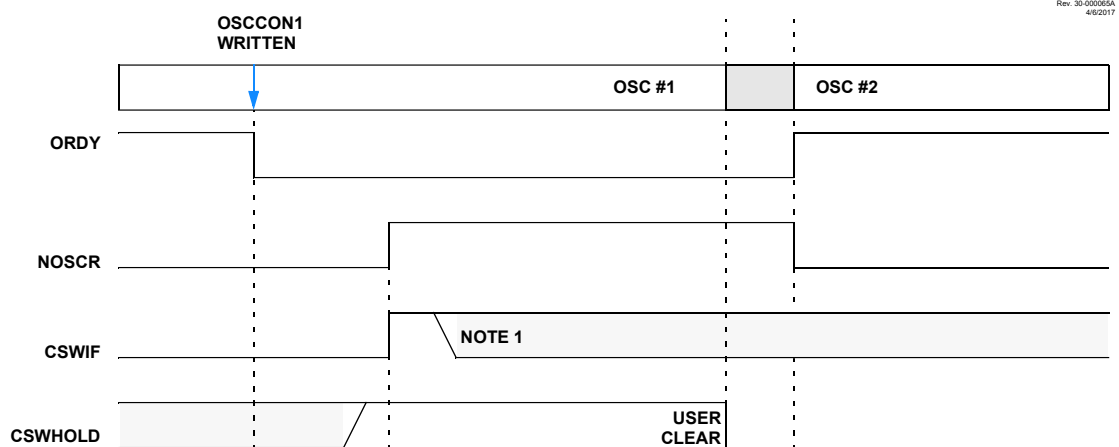 Rev. 30-000065A
4/6/2017
OSCCON1
WRITTEN
OSC #1
OSC #2
ORDY
NOSCR
CSWIF
NOTE 1
CSWHOLD
USER
CLEAR